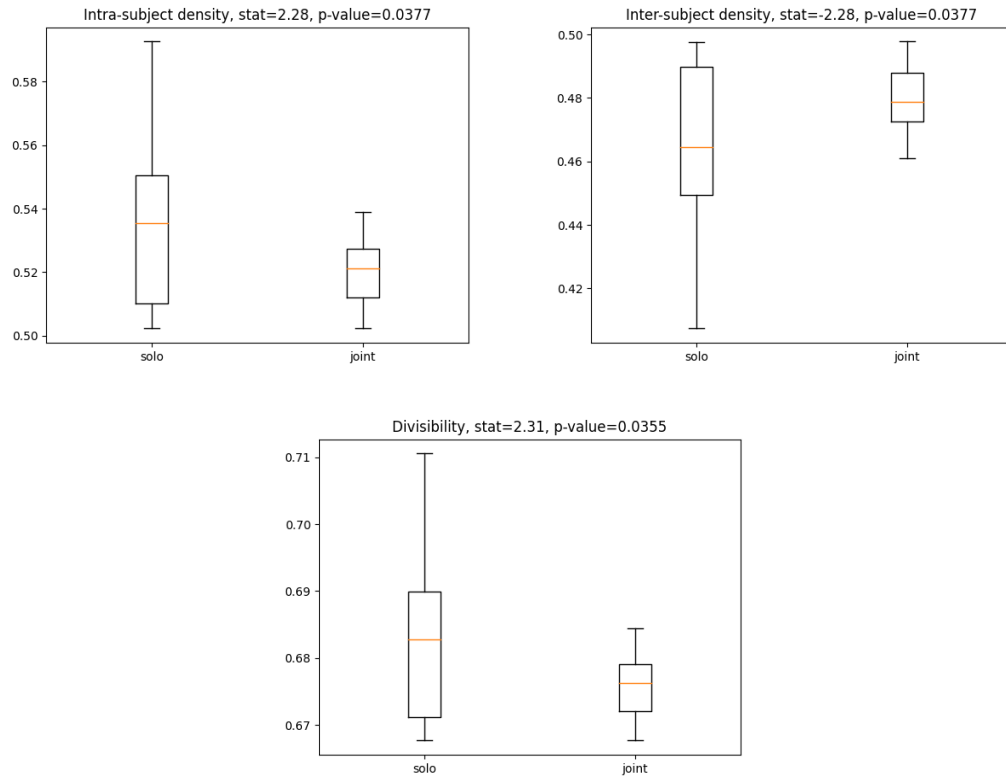 Intra-subject density, stat=2.28, p-value=0.0377
0.58
0.56
0.54
0.52
0.50
solo joint
Inter-subject density, stat=-2.28, p-value=0.0377
0.50
0.48
0.46
0.44
0.42
solo joint
Divisibility, stat=2.31, p-value=0.0355
0.71
0.70
0.69
0.68
0.67
solo joint